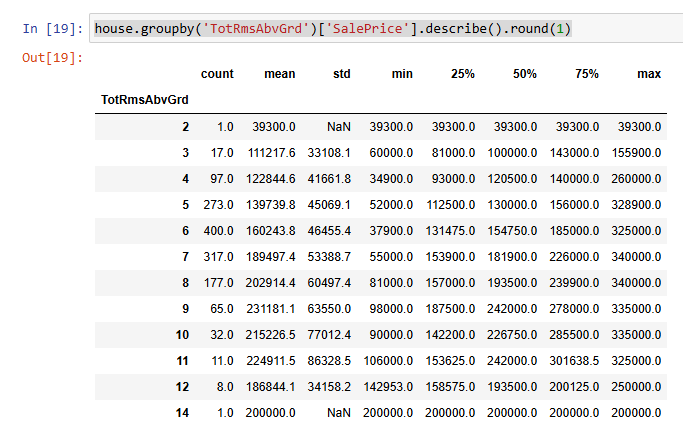 In [19]: house.groupby('TotRmsAbvGrd')['SalePrice'].describe().round(1)
Out[19]:
count mean std min 25% 50% 75% max
TotRmsAbvGrd
2 1.0 39300.0 NaN 39300.0 39300.0 39300.0 39300.0 39300.0
3 17.0 111217.6 33108.1 60000.0 81000.0 100000.0 143000.0 155900.0
4 97.0 122844.6 41661.8 34900.0 93000.0 120500.0 140000.0 260000.0
5 273.0 139739.8 45069.1 52000.0 112500.0 130000.0 156000.0 328900.0
6 400.0 160243.8 46455.4 37900.0 131475.0 154750.0 185000.0 325000.0
7 317.0 189497.4 53388.7 55000.0 153900.0 181900.0 226000.0 340000.0
8 177.0 202914.4 60497.4 81000.0 157000.0 193500.0 239900.0 340000.0
9 65.0 231181.1 63550.0 98000.0 187500.0 242000.0 278000.0 335000.0
10 32.0 215226.5 77012.4 90000.0 142200.0 226750.0 285500.0 335000.0
11 11.0 224911.5 86328.5 106000.0 153625.0 242000.0 301638.5 325000.0
12 8.0 186844.1 34158.2 142953.0 158575.0 193500.0 200125.0 250000.0
14 1.0 200000.0 NaN 200000.0 200000.0 200000.0 200000.0 200000.0